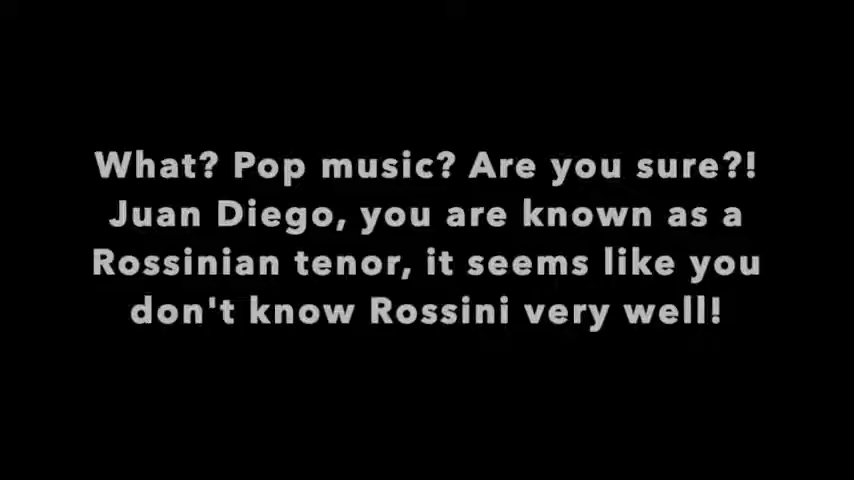 What? Pop music? Are you sure?!
Juan Diego, you are known as a
Rossinian tenor, it seems like you
don't know Rossini very well!